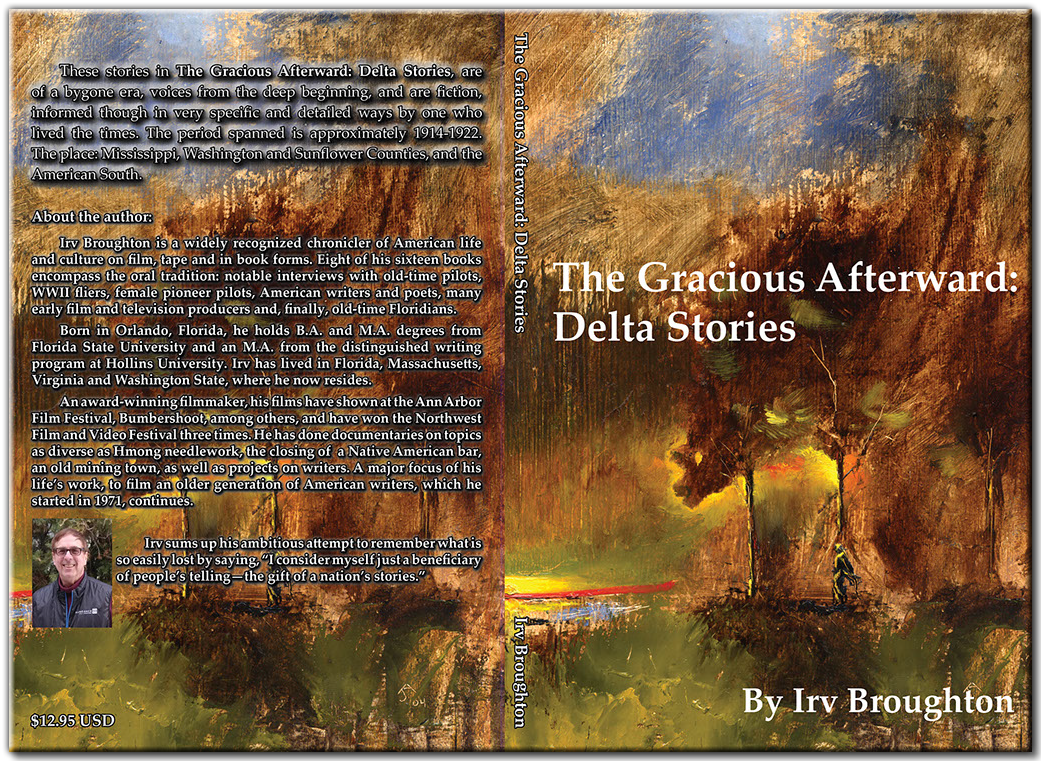 These stories in The Gracious Afterward: Delta Stories, are
of a bygone era, voices from the deep beginning, and are fiction,
informed though in very specific and detailed ways by one who
lived the times. The period spanned is approximately 1914-1922.
The place: Mississippi, Washington and Sunflower Counties, and the
American South.
About the author:
Irv Broughton is a widely recognized chronicler of American life
and culture on film, tape and in book forms. Eight of his sixteen books
encompass the oral tradition: notable interviews with old-time pilots,
WWII fliers, female pioneer pilots, American writers and poets, many
early film and television producers and, finally, old-time Floridians.
Born in Orlando, Florida, he holds B.A. and M.A. degrees from
Florida State University and an M.A. from the distinguished writing
program at Hollins University. Irv has lived in Florida, Massachusetts,
Virginia and Washington State, where he now resides.
An award-winning filmmaker, his films have shown at the Ann Arbor
Film Festival, Bumbershoot, among others, and have won the Northwest
Film and Video Festival three times. He has done documentaries on topics
as diverse as Hmong needlework, the closing of a Native American bar,
an old mining town, as well as projects on writers. A major focus of his
life's work, to film an older generation of American writers, which he
started in 1971, continues.
Irv sums up his ambitious attempt to remember what is
so easily lost by saying, “I consider myself just a beneficiary
of people's telling—the gift of a nation's stories.”
$12.95 USD
The Gracious Afterward: Delta Stories
Irv Broughton
The Gracious Afterward:
Delta Stories
By Irv Broughton